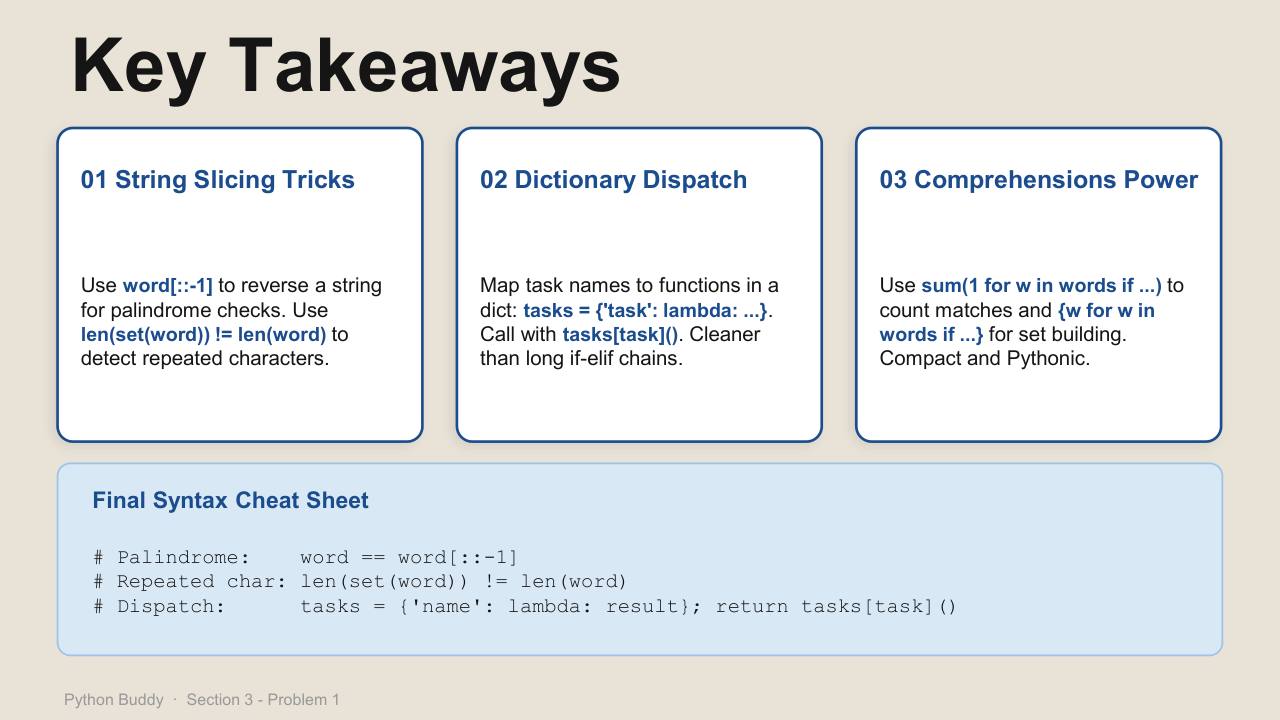 Key Takeaways
01 String Slicing Tricks
Use word[::-1] to reverse a string
for palindrome checks. Use
len(set(word)) != len(word) to
detect repeated characters.
02 Dictionary Dispatch
Map task names to functions in a
dict: tasks = {'task': lambda: ...}.
Call with tasks[task](). Cleaner
than long if-elif chains.
03 Comprehensions Power
Use sum(1 for w in words if ...) to
count matches and {w for w in
words if ...} for set building.
Compact and Pythonic.
Final Syntax Cheat Sheet
# Palindrome:    word == word[::-1]
# Repeated char: len(set(word)) != len(word)
# Dispatch:      tasks = {'name': lambda: result}; return tasks[task]()
Python Buddy · Section 3 - Problem 1